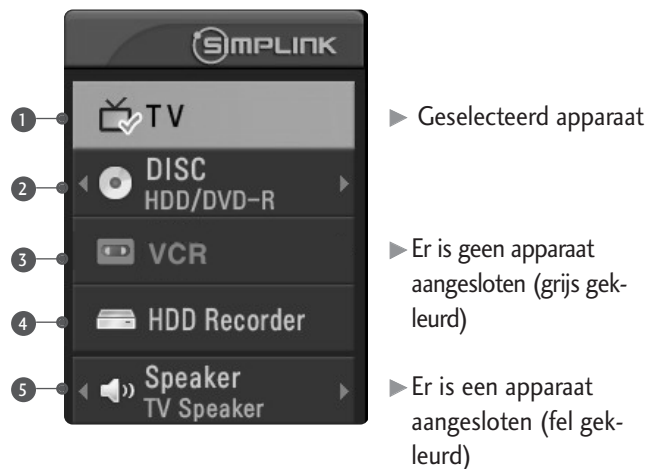 SIMPLINK
1 TV
Geselecteerd apparaat
2 DISC
HDD/DVD-R
3 VCR
Er is geen apparaat
aangesloten (grijs gek-
leurd)
4 HDD Recorder
5 Speaker
TV Speaker
Er is een apparaat
aangesloten (fel gek-
leurd)